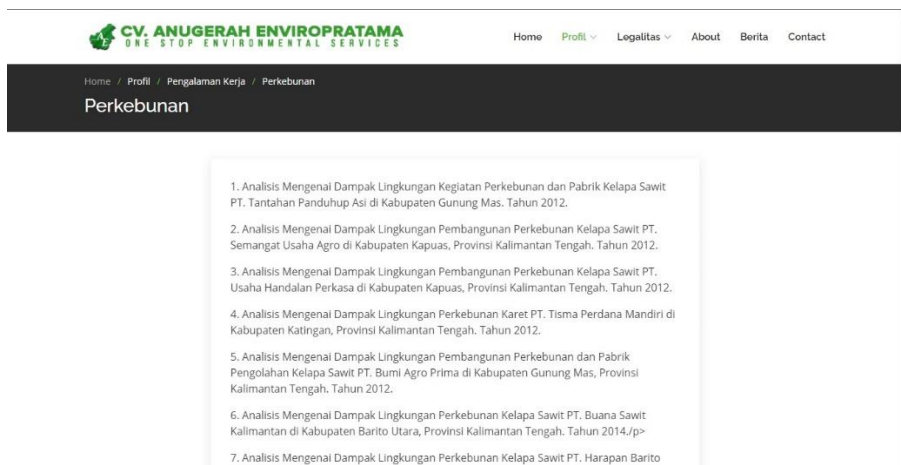 CV. ANUGERAH ENVIROPRATAMA
ONE STOP ENVIRONMENTAL SERVICES
Home Profil Legalitas About Berita Contact
Home / Profil / Pengalaman Kerja / Perkebunan
Perkebunan
1. Analisis Mengenai Dampak Lingkungan Kegiatan Perkebunan dan Pabrik Kelapa Sawit
PT. Tantahan Panduhup Asi di Kabupaten Gunung Mas. Tahun 2012.
2. Analisis Mengenai Dampak Lingkungan Pembangunan Perkebunan Kelapa Sawit PT.
Semangat Usaha Agro di Kabupaten Kapuas, Provinsi Kalimantan Tengah. Tahun 2012.
3. Analisis Mengenai Dampak Lingkungan Pembangunan Perkebunan Kelapa Sawit PT.
Usaha Handalan Perkasa di Kabupaten Kapuas, Provinsi Kalimantan Tengah. Tahun 2012.
4. Analisis Mengenai Dampak Lingkungan Perkebunan Karet PT. Tisma Perdana Mandiri di
Kabupaten Katingan, Provinsi Kalimantan Tengah. Tahun 2012.
5. Analisis Mengenai Dampak Lingkungan Pembangunan Perkebunan dan Pabrik
Pengolahan Kelapa Sawit PT. Bumi Agro Prima di Kabupaten Gunung Mas, Provinsi
Kalimantan Tengah. Tahun 2012.
6. Analisis Mengenai Dampak Lingkungan Perkebunan Kelapa Sawit PT. Buana Sawit
Kalimantan di Kabupaten Barito Utara, Provinsi Kalimantan Tengah. Tahun 2014./p>
7. Analisis Mengenai Dampak Lingkungan Perkebunan Kelapa Sawit PT. Harapan Barito